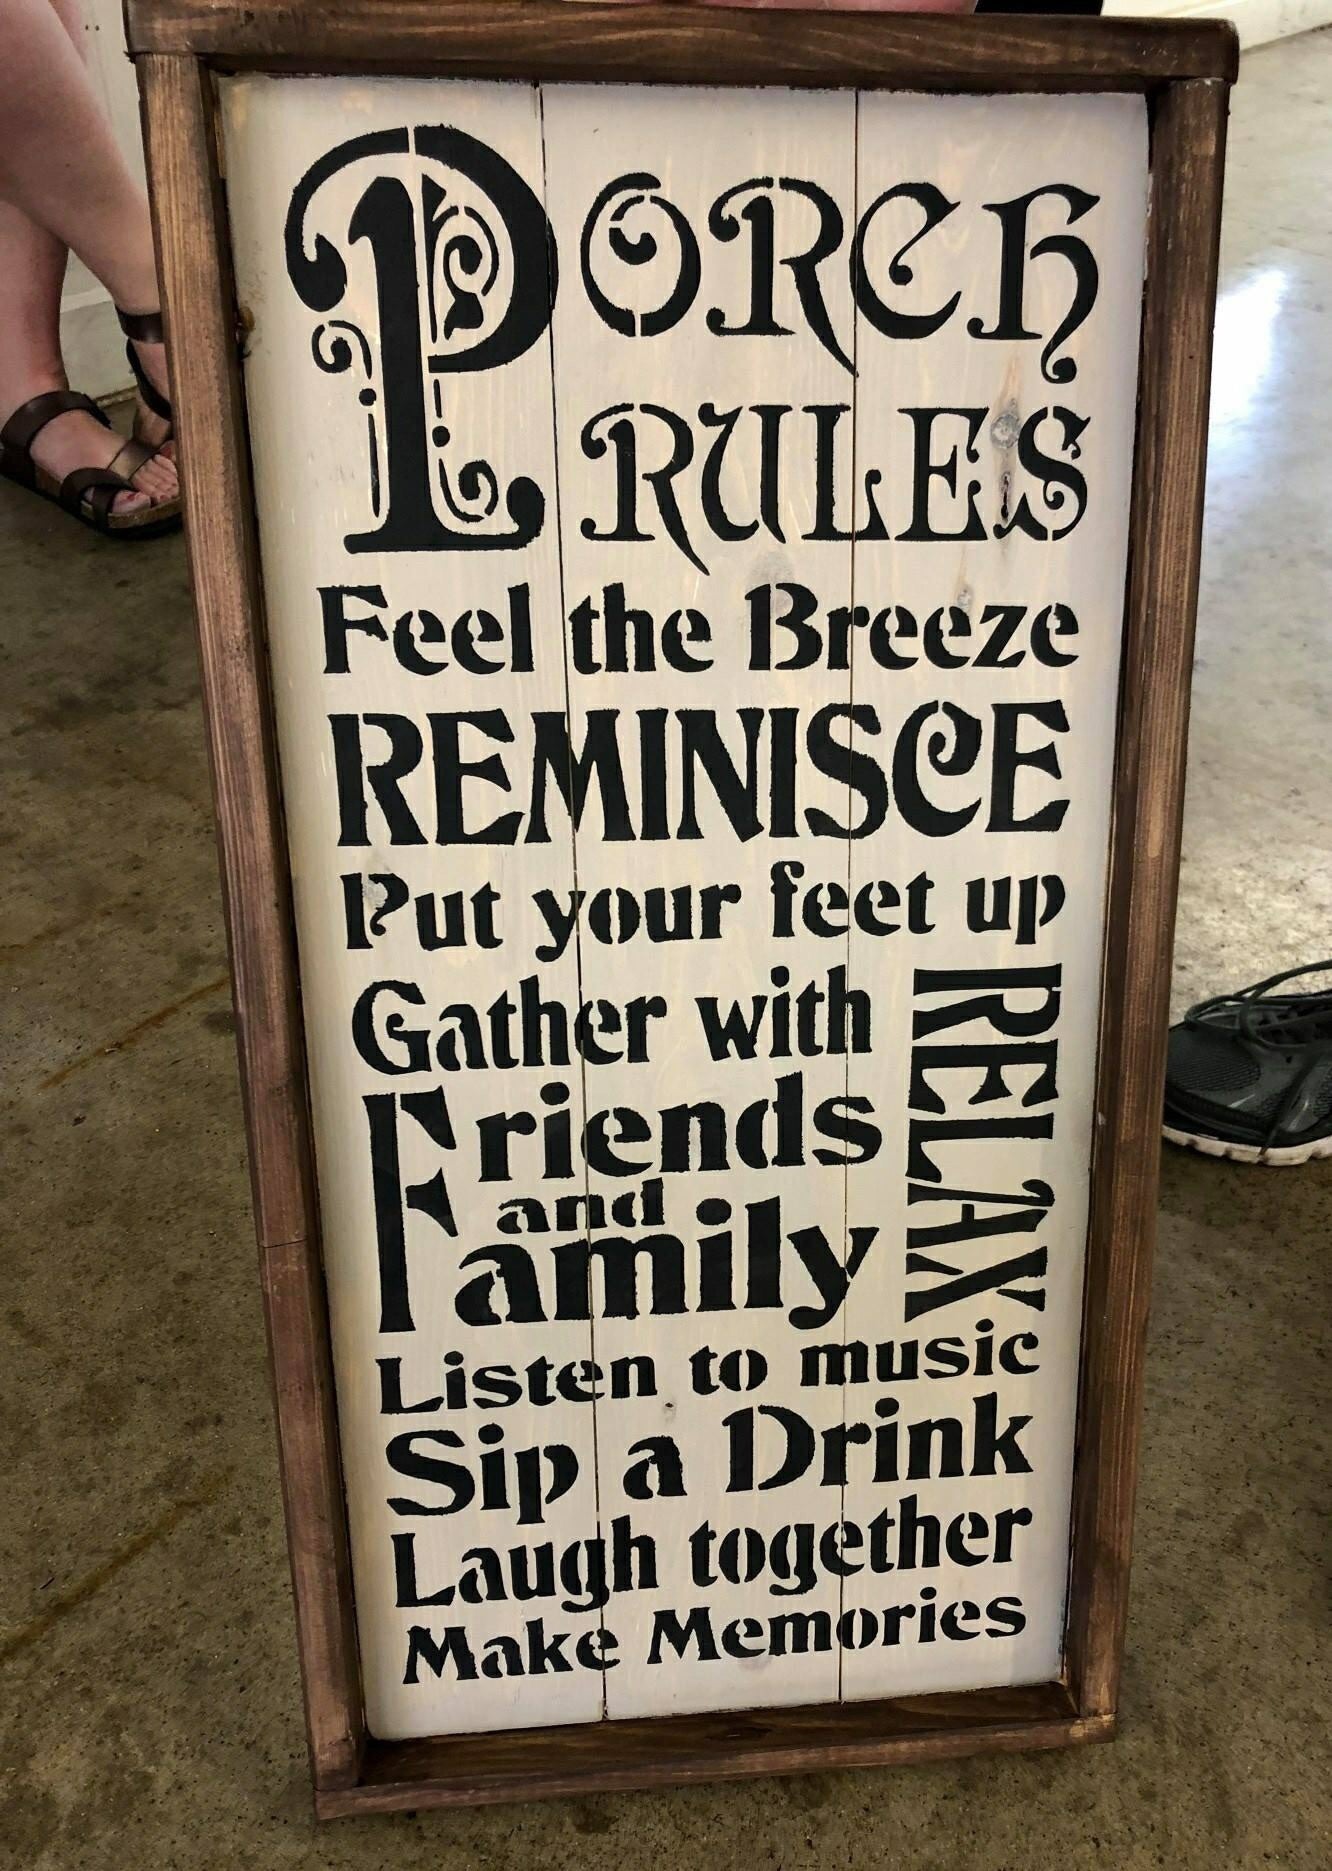 PORCH
RULES
Feel the Breeze
REMINISCE
Put your feet up
Gather with
Friends
and
Family
RELAX
Listen to music
Sip a Drink
Laugh together
Make Memories